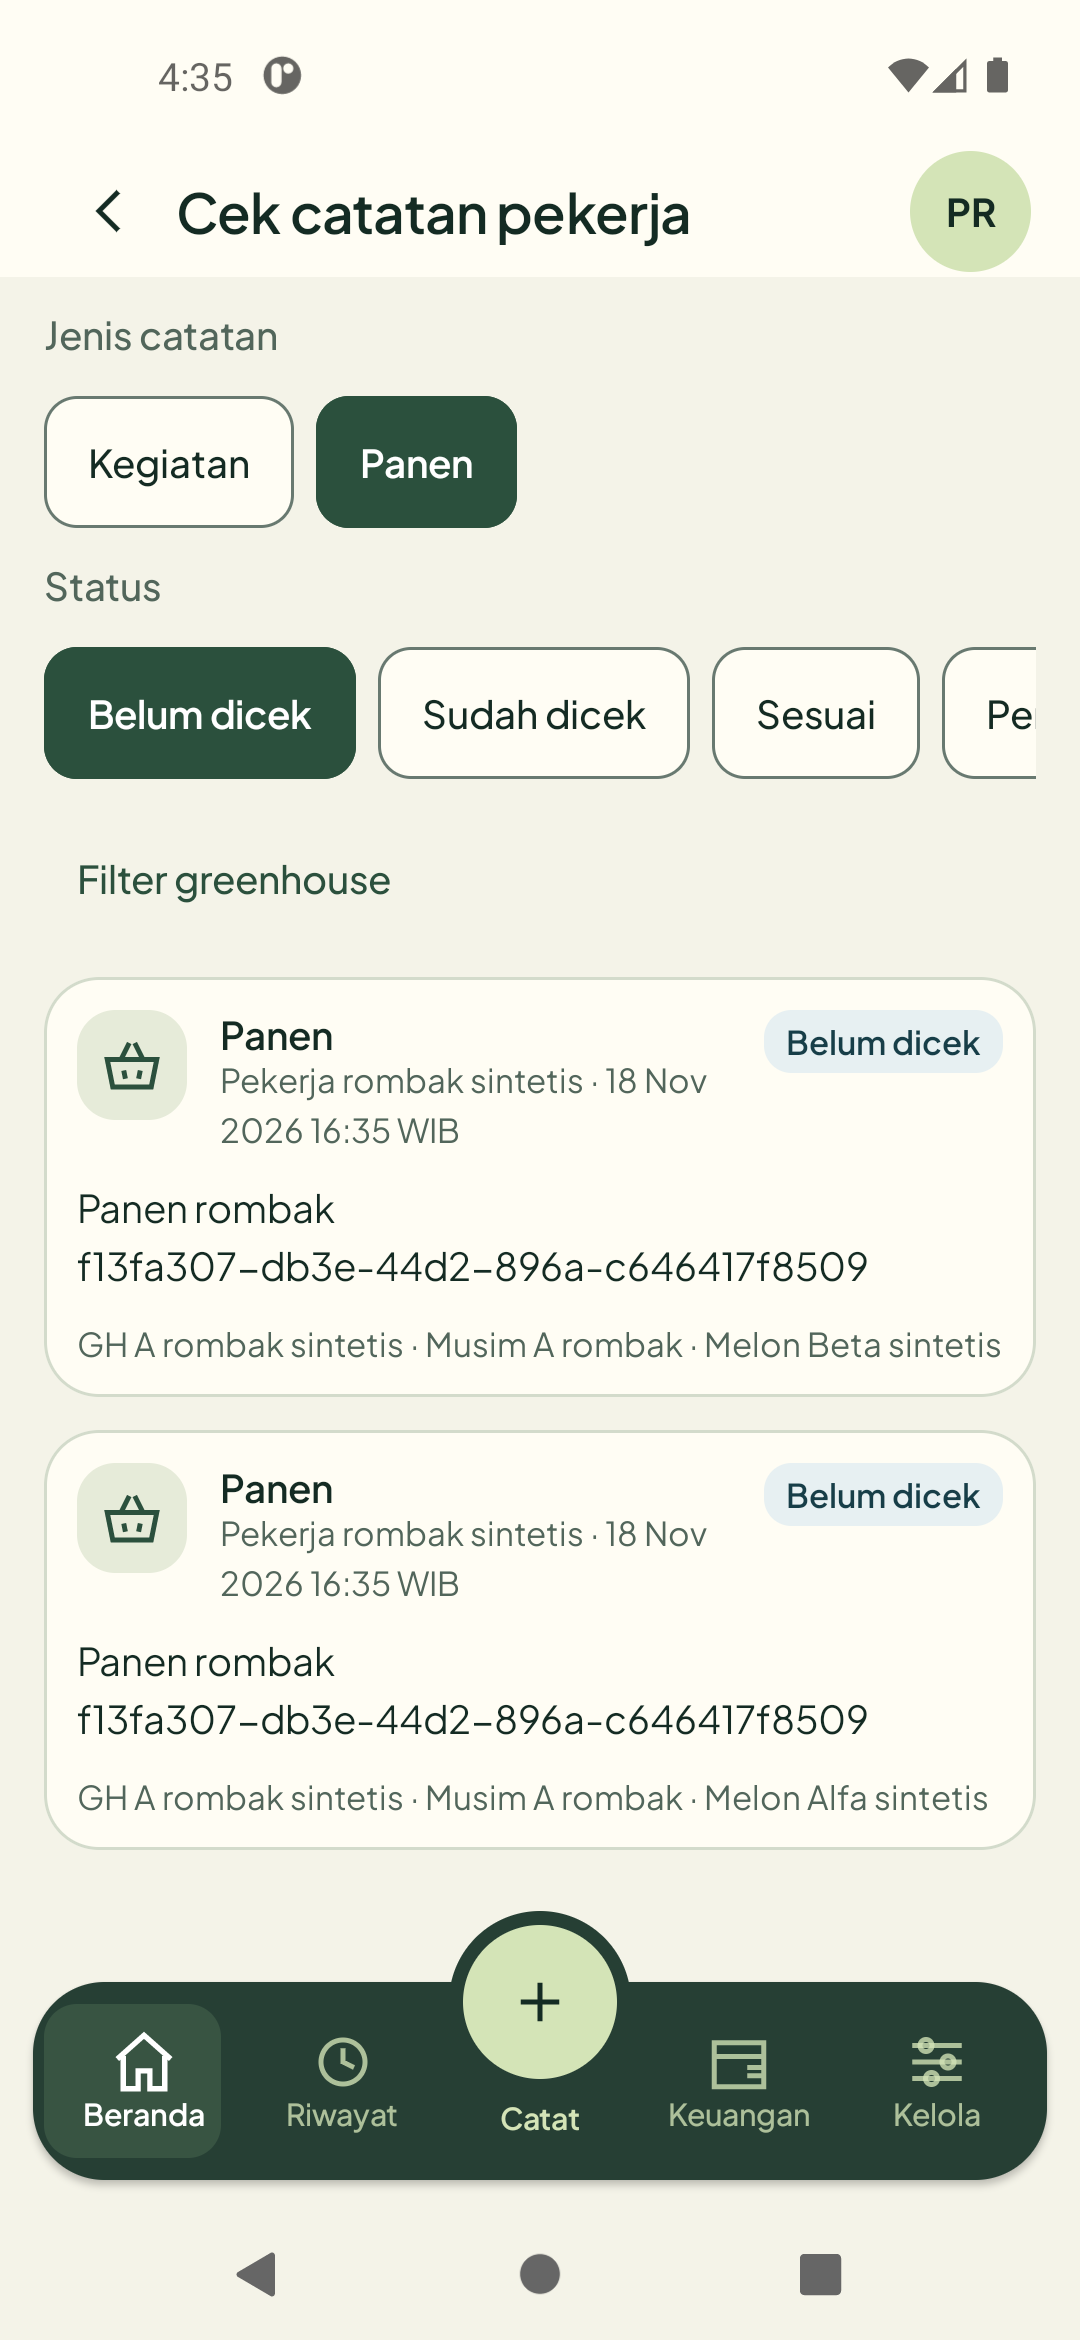 4:35
Cek catatan pekerja
PR
Jenis catatan
Kegiatan
Panen
Status
Belum dicek
Sudah dicek
Sesuai
Filter greenhouse
Panen
Belum dicek
Pekerja rombak sintetis · 18 Nov
2026 16:35 WIB
Panen rombak
f13fa307-db3e-44d2-896a-c646417f8509
GH A rombak sintetis · Musim A rombak · Melon Beta sintetis
Panen
Belum dicek
Pekerja rombak sintetis · 18 Nov
2026 16:35 WIB
Panen rombak
f13fa307-db3e-44d2-896a-c646417f8509
GH A rombak sintetis · Musim A rombak · Melon Alfa sintetis
Beranda
Riwayat
Catat
Keuangan
Kelola